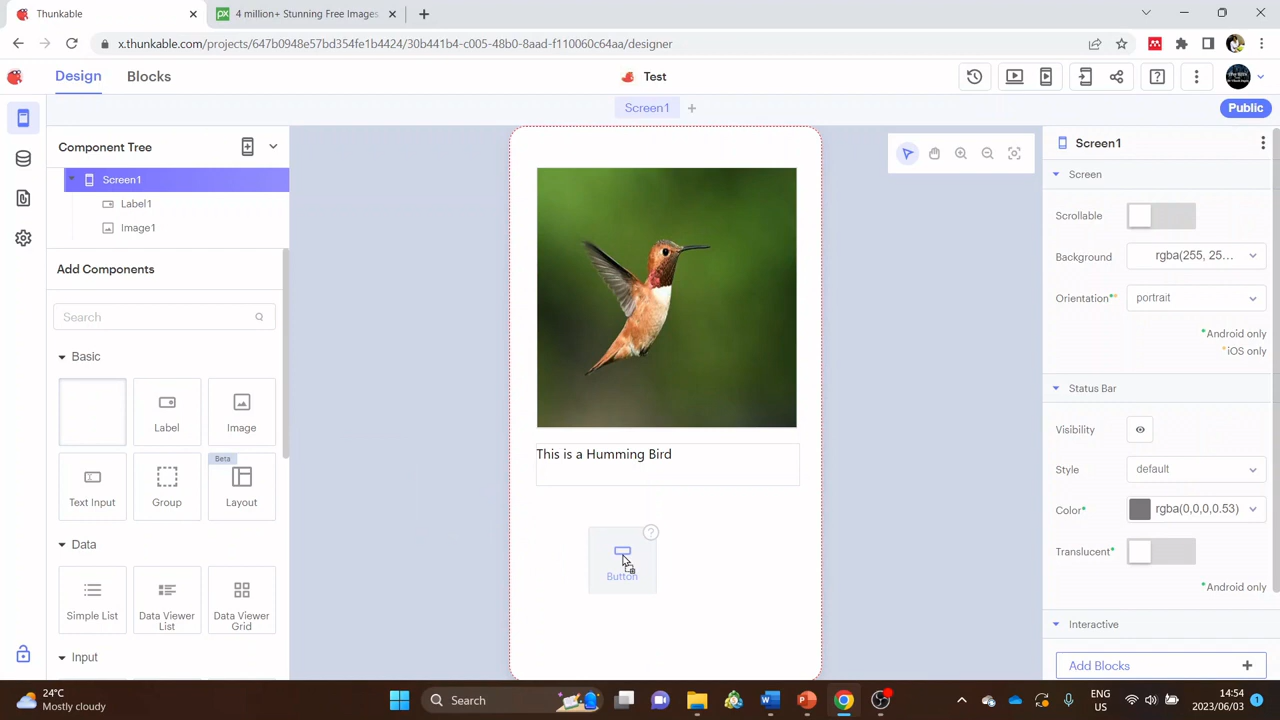 Thunkable
4 million+ Stunning Free Images
x.thunkable.com/projects/647b0948e57bd354fe1b4424/30b441b2-c005-48b0-8aad-f110060c64aa/designer
Design
Blocks
Test
Screen1
Public
Component Tree
Screen1
Label1
Image1
Add Components
Search
Basic
Label
Image
Text Input
Group
Beta
Layout
Data
Simple List
Data Viewer List
Data Viewer Grid
Input
This is a Humming Bird
Button
Screen1
Screen
Scrollable
Background
rgba(255, 25...
Orientation**
portrait
*Android only
*iOS only
Status Bar
Visibility
Style
default
Color*
rgba(0,0,0,0.53)
Translucent*
*Android only
Interactive
Add Blocks
24°C
Mostly cloudy
Search
ENG
US
14:54
2023/06/03